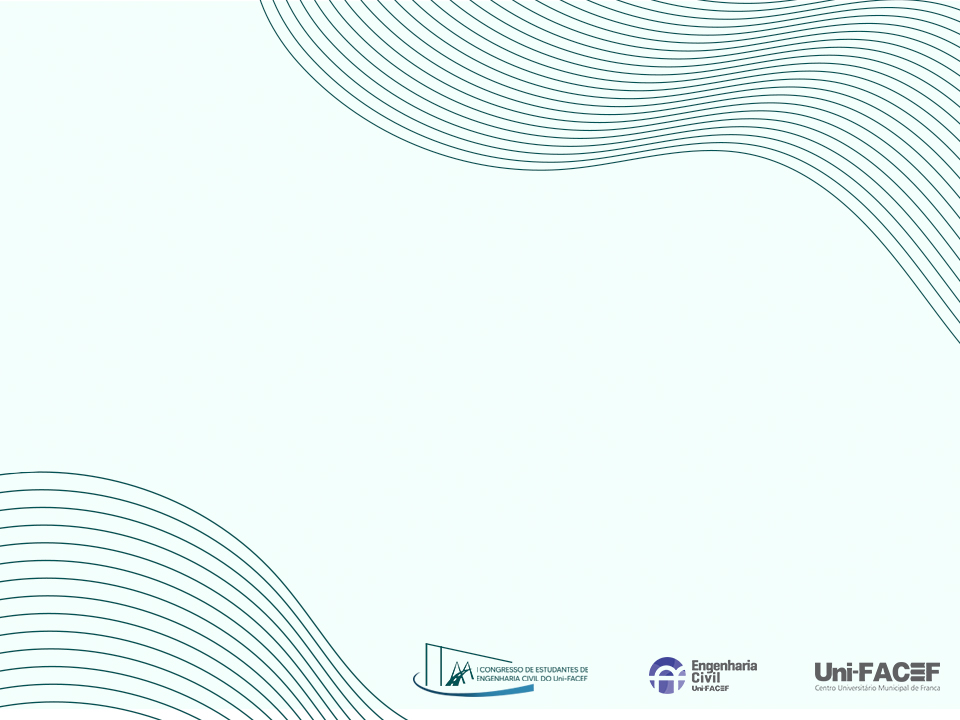 I CONGRESSO DE ESTUDANTES DE
ENGENHARIA CIVIL DO Uni-FACEF
Engenharia
Civil
Uni-FACEF
Uni-FACEF
Centro Universitário Municipal de Franca